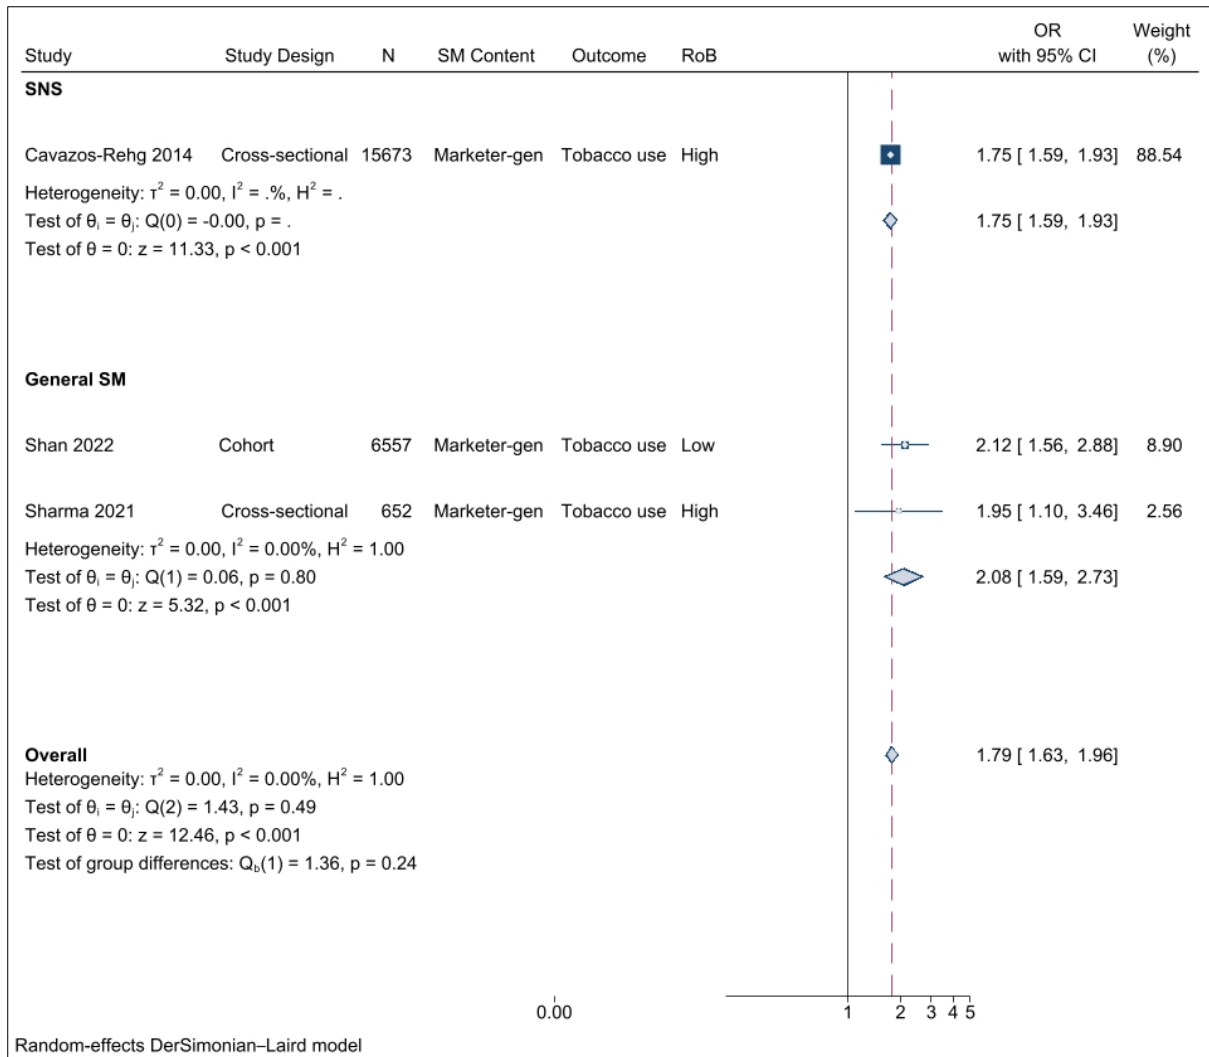 OR Weight
Study Study Design N SM Content Outcome RoB with 95% CI (%)
SNS
Cavazos-Rehg 2014 Cross-sectional 15673 Marketer-gen Tobacco use High 1.75 [ 1.59, 1.93] 88.54
Heterogeneity: τ² = 0.00, I² = .%, H² = .
Test of θᵢ = θⱼ: Q(0) = -0.00, p = . 1.75 [ 1.59, 1.93]
Test of θ = 0: z = 11.33, p < 0.001
General SM
Shan 2022 Cohort 6557 Marketer-gen Tobacco use Low 2.12 [ 1.56, 2.88] 8.90
Sharma 2021 Cross-sectional 652 Marketer-gen Tobacco use High 1.95 [ 1.10, 3.46] 2.56
Heterogeneity: τ² = 0.00, I² = 0.00%, H² = 1.00
Test of θᵢ = θⱼ: Q(1) = 0.06, p = 0.80 2.08 [ 1.59, 2.73]
Test of θ = 0: z = 5.32, p < 0.001
Overall 1.79 [ 1.63, 1.96]
Heterogeneity: τ² = 0.00, I² = 0.00%, H² = 1.00
Test of θᵢ = θⱼ: Q(2) = 1.43, p = 0.49
Test of θ = 0: z = 12.46, p < 0.001
Test of group differences: Q_b(1) = 1.36, p = 0.24
0.00 1 2 3 4 5
Random-effects DerSimonian–Laird model